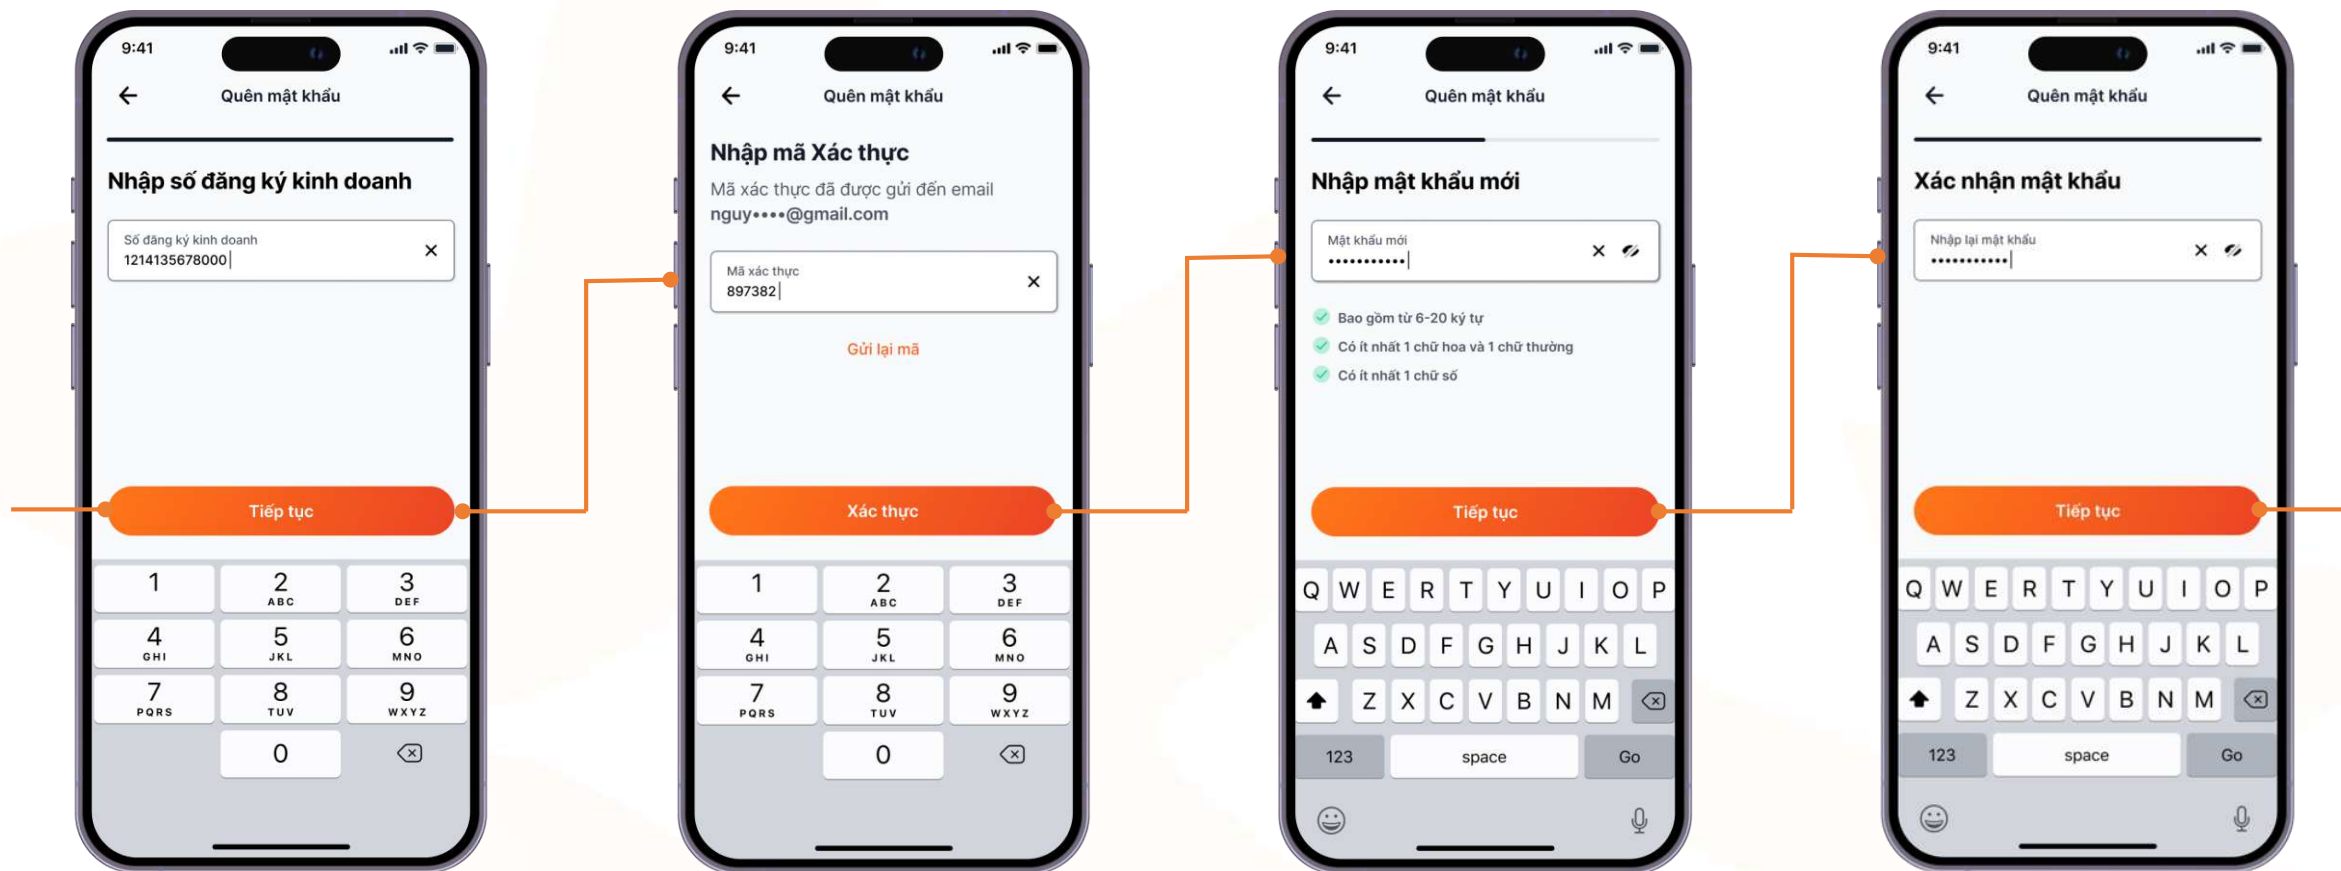 9:41
Quên mật khẩu
Nhập số đăng ký kinh doanh
Số đăng ký kinh doanh
1214135678000
Tiếp tục
1
2
ABC
3
DEF
4
GHI
5
JKL
6
MNO
7
PQRS
8
TUV
9
WXYZ
0
9:41
Quên mật khẩu
Nhập mã Xác thực
Mã xác thực đã được gửi đến email
nguy••••@gmail.com
Mã xác thực
897382
Gửi lại mã
Xác thực
1
2
ABC
3
DEF
4
GHI
5
JKL
6
MNO
7
PQRS
8
TUV
9
WXYZ
0
9:41
Quên mật khẩu
Nhập mật khẩu mới
Mật khẩu mới
•••••••••••
Bao gồm từ 6-20 ký tự
Có ít nhất 1 chữ hoa và 1 chữ thường
Có ít nhất 1 chữ số
Tiếp tục
Q W E R T Y U I O P
A S D F G H J K L
Z X C V B N M
123 space Go
9:41
Quên mật khẩu
Xác nhận mật khẩu
Nhập lại mật khẩu
•••••••••••
Tiếp tục
Q W E R T Y U I O P
A S D F G H J K L
Z X C V B N M
123 space Go